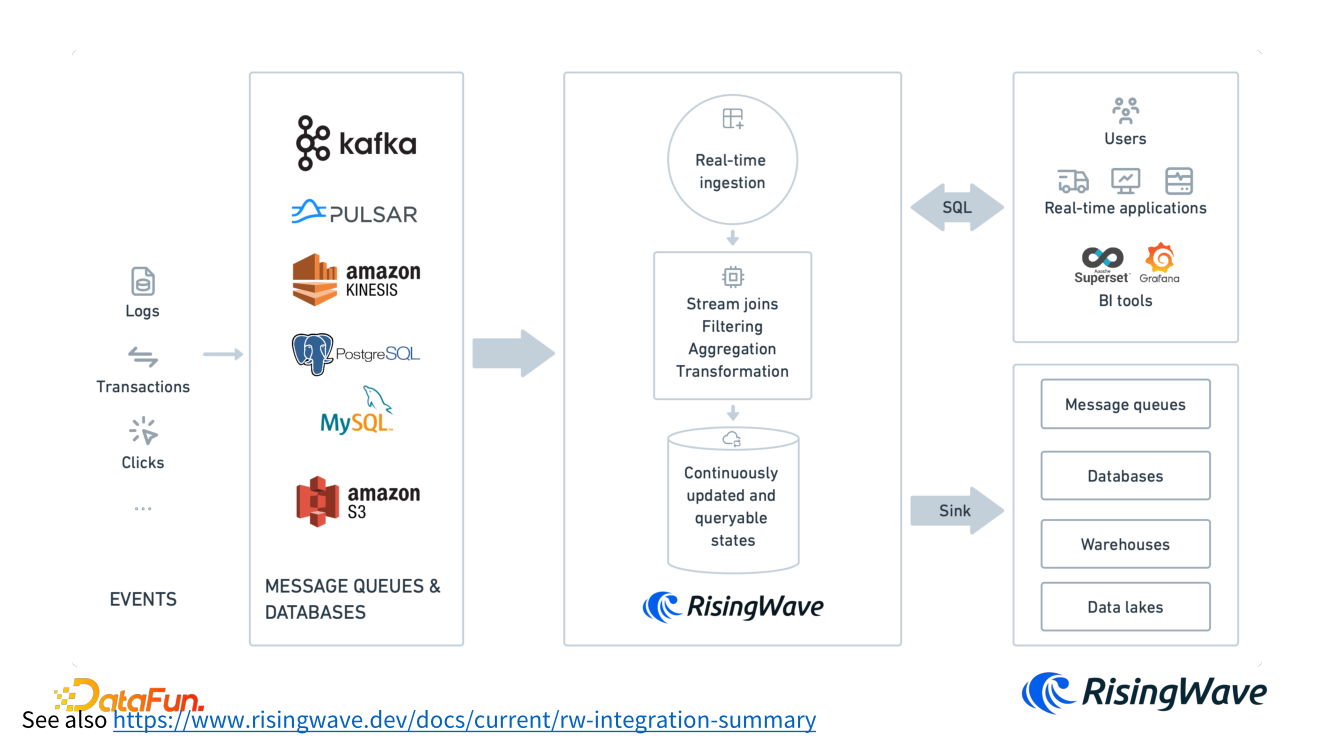 Logs
Transactions
Clicks
...
EVENTS
kafka
PULSAR
amazon
KINESIS
PostgreSQL
MySQL™
amazon
S3
MESSAGE QUEUES &
DATABASES
Real-time
ingestion
Stream joins
Filtering
Aggregation
Transformation
Continuously
updated and
queryable
states
RisingWave
SQL
Sink
Users
Real-time applications
Apache
Superset
Grafana
BI tools
Message queues
Databases
Warehouses
Data lakes
DataFun.
See also https://www.risingwave.dev/docs/current/rw-integration-summary
RisingWave